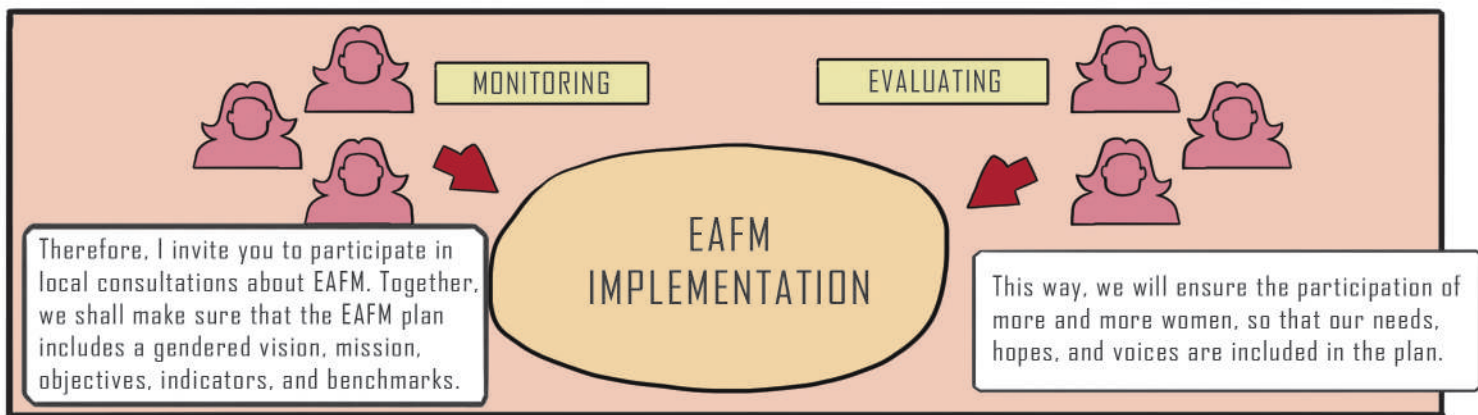 MONITORING
EVALUATING
EAFM
IMPLEMENTATION
Therefore, I invite you to participate in
local consultations about EAFM. Together,
we shall make sure that the EAFM plan
includes a gendered vision, mission,
objectives, indicators, and benchmarks.
This way, we will ensure the participation of
more and more women, so that our needs,
hopes, and voices are included in the plan.